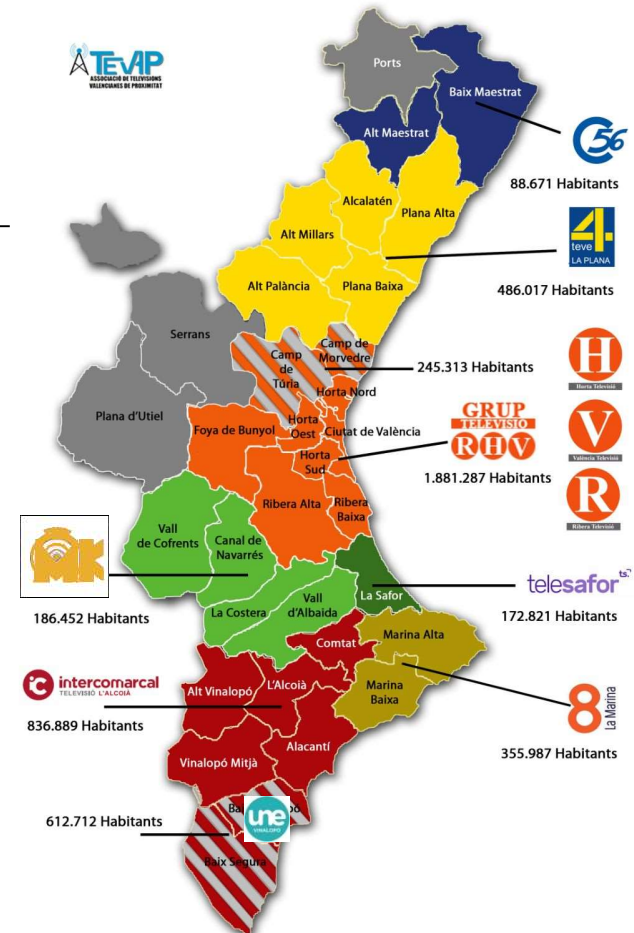 TEVAP
ASSOCIACIÓ DE TELEVISIONS
VALENCIANES DE PROXIMITAT
Ports
Baix Maestrat
Alt Maestrat
C56
88.671 Habitants
Alcalatén
Plana Alta
Alt Millars
4
teve
LA PLANA
Alt Palància
Plana Baixa
486.017 Habitants
Serrans
Camp de
Morvedre
Camp
de
Túria
245.313 Habitants
H
Horta Televisió
Horta Nord
Plana d'Utiel
Foya de Bunyol
Horta
Oest
Ciutat de València
GRUP
TELEVISIO
RHV
V
València Televisió
Horta
Sud
1.881.287 Habitants
R
Ribera Televisió
Ribera Alta
Ribera
Baixa
Vall
de Cofrents
Canal de
Navarrés
MK
186.452 Habitants
La Costera
Vall
d'Albaida
La Safor
telesafor ts
172.821 Habitants
Comtat
Marina Alta
intercomarcal
TELEVISIÓ L'ALCOIÀ
Alt Vinalopó
L'Alcoià
Marina
Baixa
8
La Marina
836.889 Habitants
Alacantí
Vinalopó Mitjà
355.987 Habitants
612.712 Habitants
une
VINALOPÓ
Baix Segura